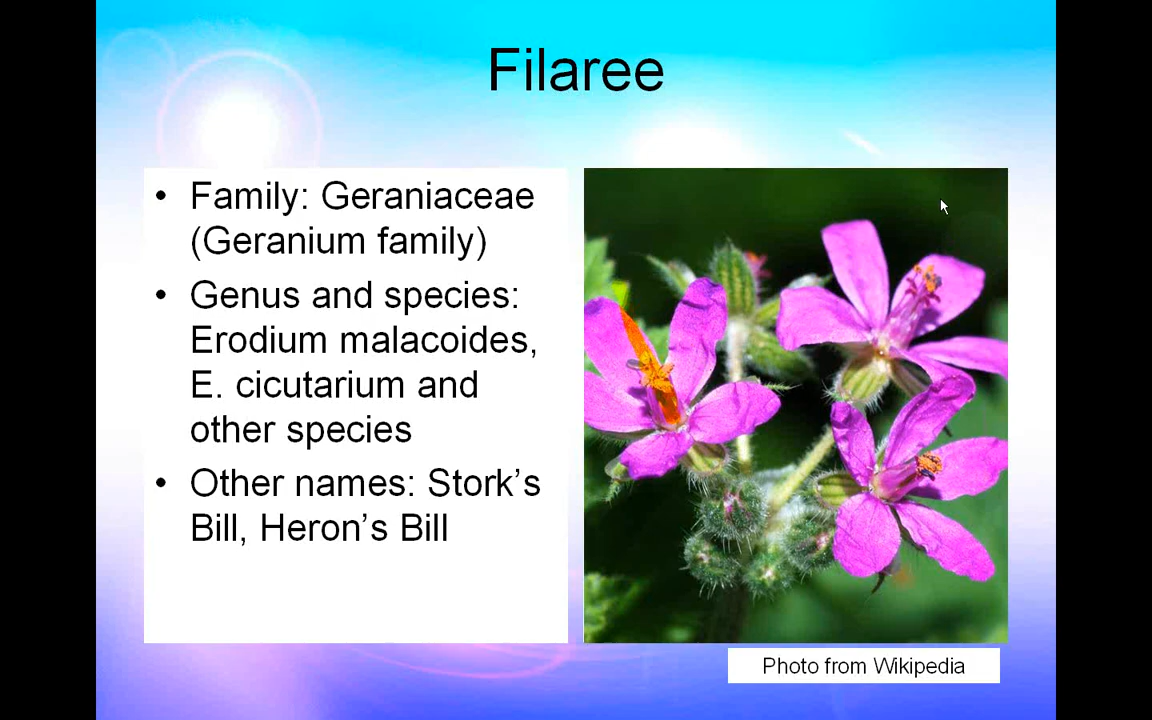 Filaree
• Family: Geraniaceae
(Geranium family)
• Genus and species:
Erodium malacoides,
E. cicutarium and
other species
• Other names: Stork’s
Bill, Heron’s Bill
Photo from Wikipedia